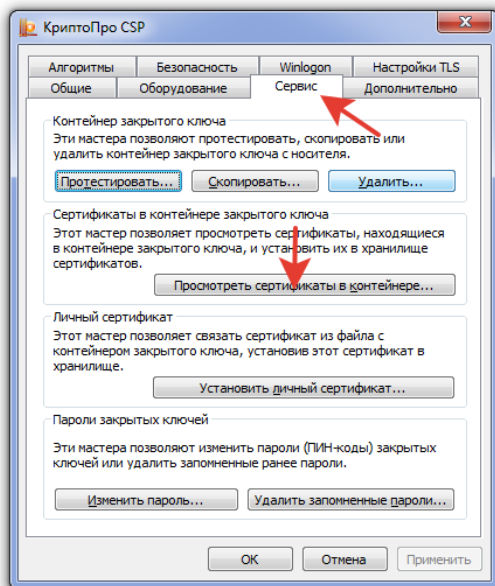 КриптоПро CSP
Алгоритмы Безопасность Winlogon Настройки TLS
Общие Оборудование Сервис Дополнительно
Контейнер закрытого ключа
Эти мастера позволяют протестировать, скопировать или
удалить контейнер закрытого ключа с носителя.
Протестировать... Скопировать... Удалить...
Сертификаты в контейнере закрытого ключа
Этот мастер позволяет просмотреть сертификаты, находящиеся
в контейнере закрытого ключа, и установить их в хранилище
сертификатов.
Просмотреть сертификаты в контейнере...
Личный сертификат
Этот мастер позволяет связать сертификат из файла с
контейнером закрытого ключа, установив этот сертификат в
хранилище.
Установить личный сертификат...
Пароли закрытых ключей
Эти мастера позволяют изменить пароли (ПИН-коды) закрытых
ключей или удалить запомненные ранее пароли.
Изменить пароль... Удалить запомненные пароли...
ОК Отмена Применить